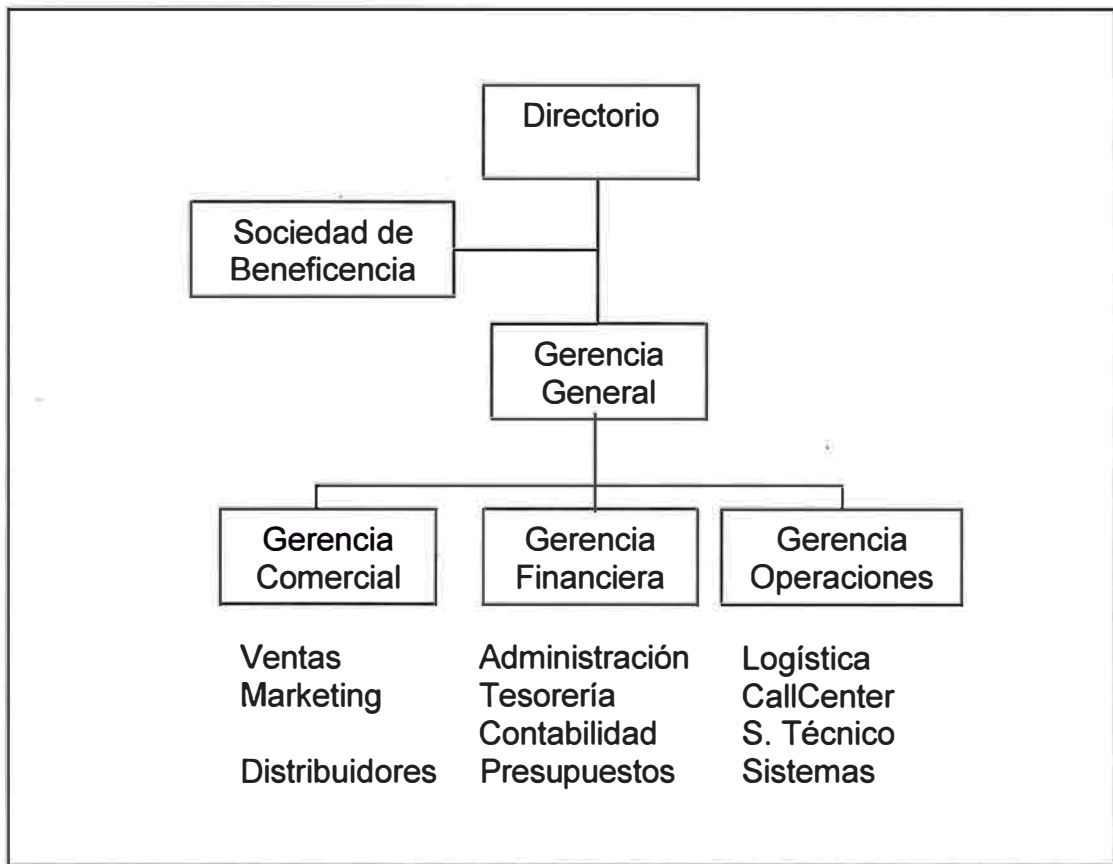 Directorio
Sociedad de
Beneficencia
Gerencia
General
Gerencia
Comercial
Gerencia
Financiera
Gerencia
Operaciones
Ventas
Marketing
Distribuidores
Administración
Tesorería
Contabilidad
Presupuestos
Logística
CallCenter
S. Técnico
Sistemas